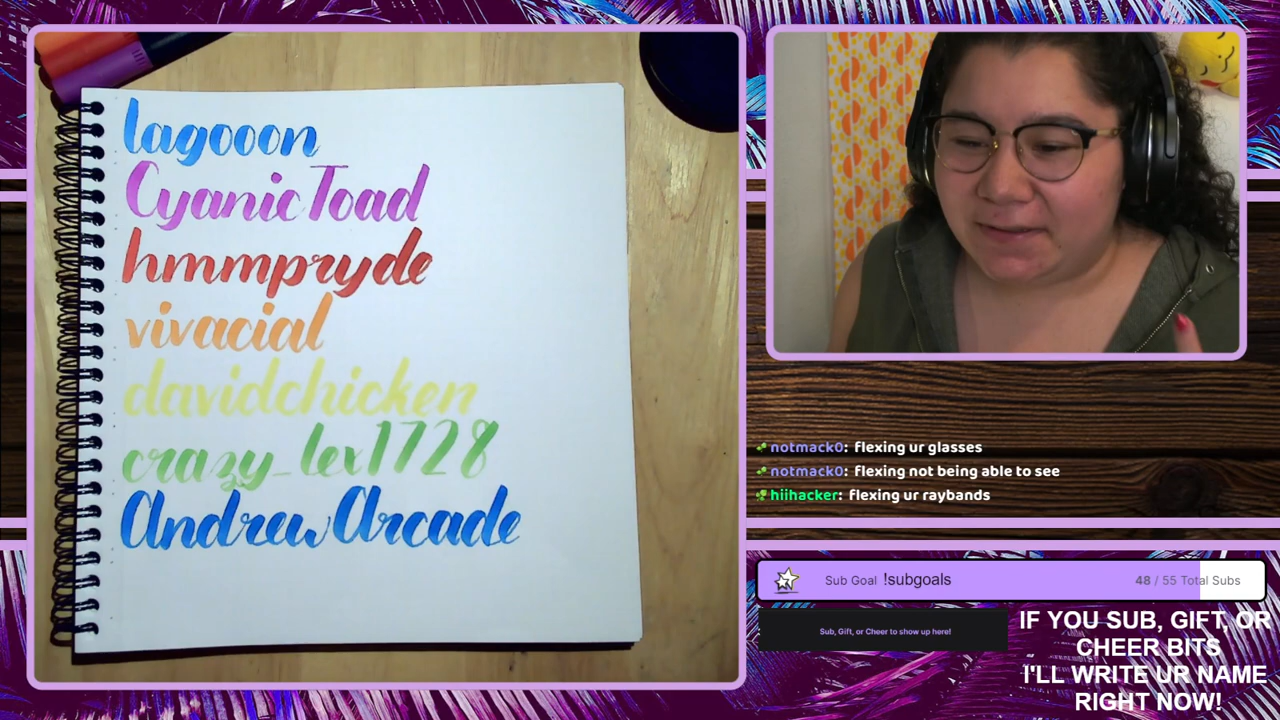 lagooon
CyanicToad
hmmpryde
vivacial
davidchicken
crazy_lex1728
AndrewArcade
notmack0: flexing ur glasses
notmack0: flexing not being able to see
hiihacker: flexing ur raybands
Sub Goal !subgoals 48 / 55 Total Subs
Sub, Gift, or Cheer to show up here!
IF YOU SUB, GIFT, OR
CHEER BITS
I'LL WRITE UR NAME
RIGHT NOW!